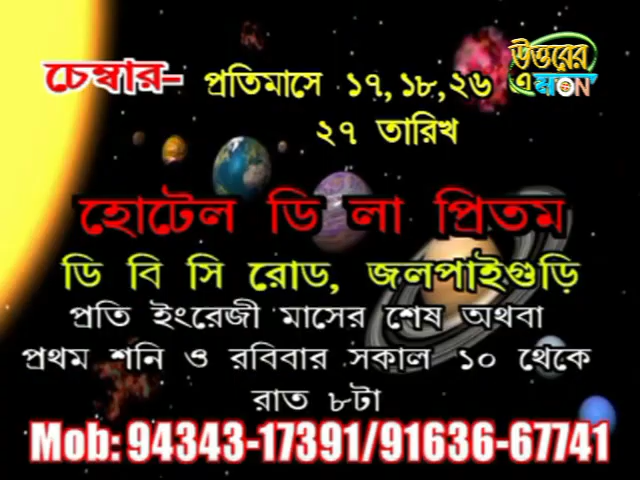 চেম্বার- প্রতিমাসে ১৭,১৮,২৬
২৭ তারিখ
হোটেল ডি লা প্রিতম
ডি বি সি রোড, জলপাইগুড়ি
প্রতি ইংরেজী মাসের শেষ অথবা
প্রথম শনি ও রবিবার সকাল ১০ থেকে
রাত ৮টা
Mob: 94343-17391/91636-67741
উত্তরের